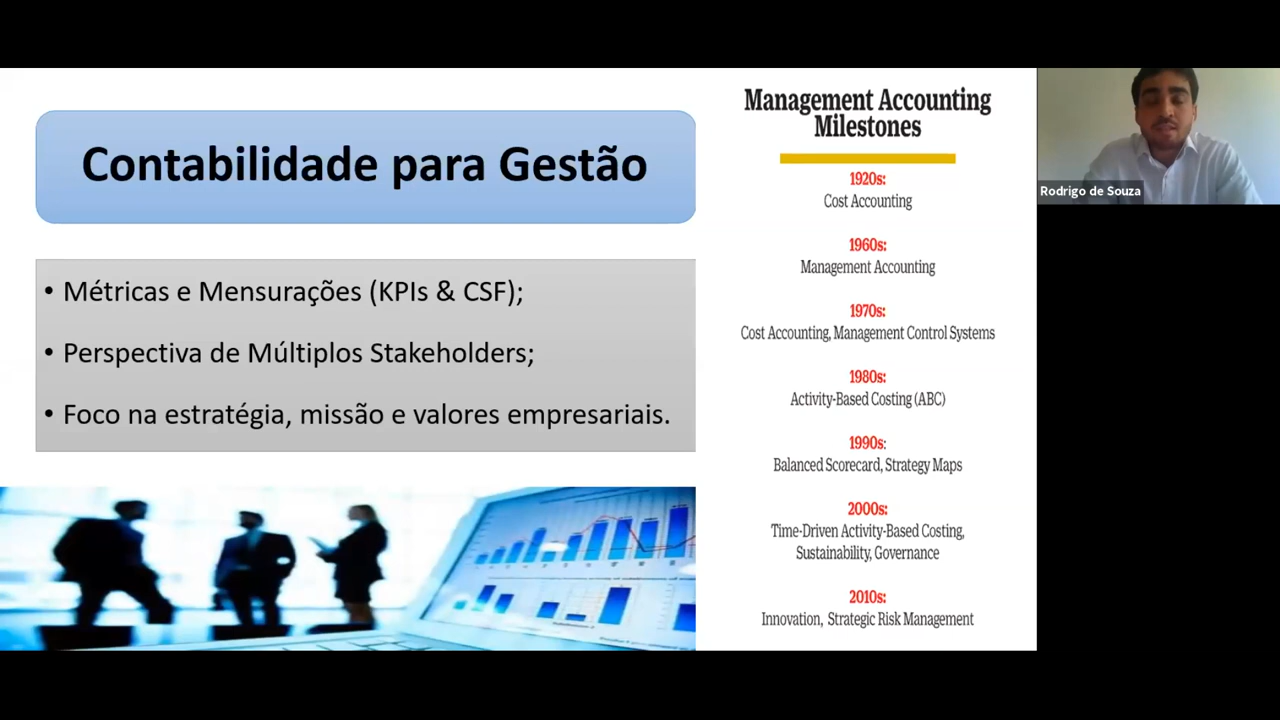 Contabilidade para Gestão
• Métricas e Mensurações (KPIs & CSF);
• Perspectiva de Múltiplos Stakeholders;
• Foco na estratégia, missão e valores empresariais.
Management Accounting
Milestones
1920s:
Cost Accounting
1960s:
Management Accounting
1970s:
Cost Accounting, Management Control Systems
1980s:
Activity-Based Costing (ABC)
1990s:
Balanced Scorecard, Strategy Maps
2000s:
Time-Driven Activity-Based Costing,
Sustainability, Governance
2010s:
Innovation, Strategic Risk Management
Rodrigo de Souza